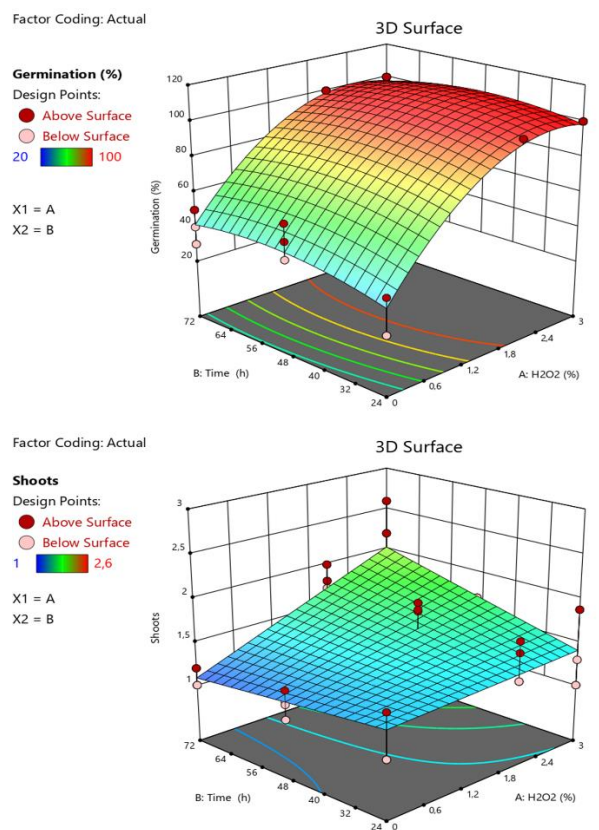 Factor Coding: Actual
3D Surface
Germination (%)
Design Points:
Above Surface
Below Surface
20 100
X1 = A
X2 = B
120
100
80
60
40
20
Germination (%)
72
64
56
48
40
32
24
B: Time (h)
0
0,6
1,2
1,8
2,4
3
A: H2O2 (%)
Factor Coding: Actual
3D Surface
Shoots
Design Points:
Above Surface
Below Surface
1 2,6
X1 = A
X2 = B
3
2,5
2
1,5
1
Shoots
72
64
56
48
40
32
24
B: Time (h)
0
0,6
1,2
1,8
2,4
3
A: H2O2 (%)